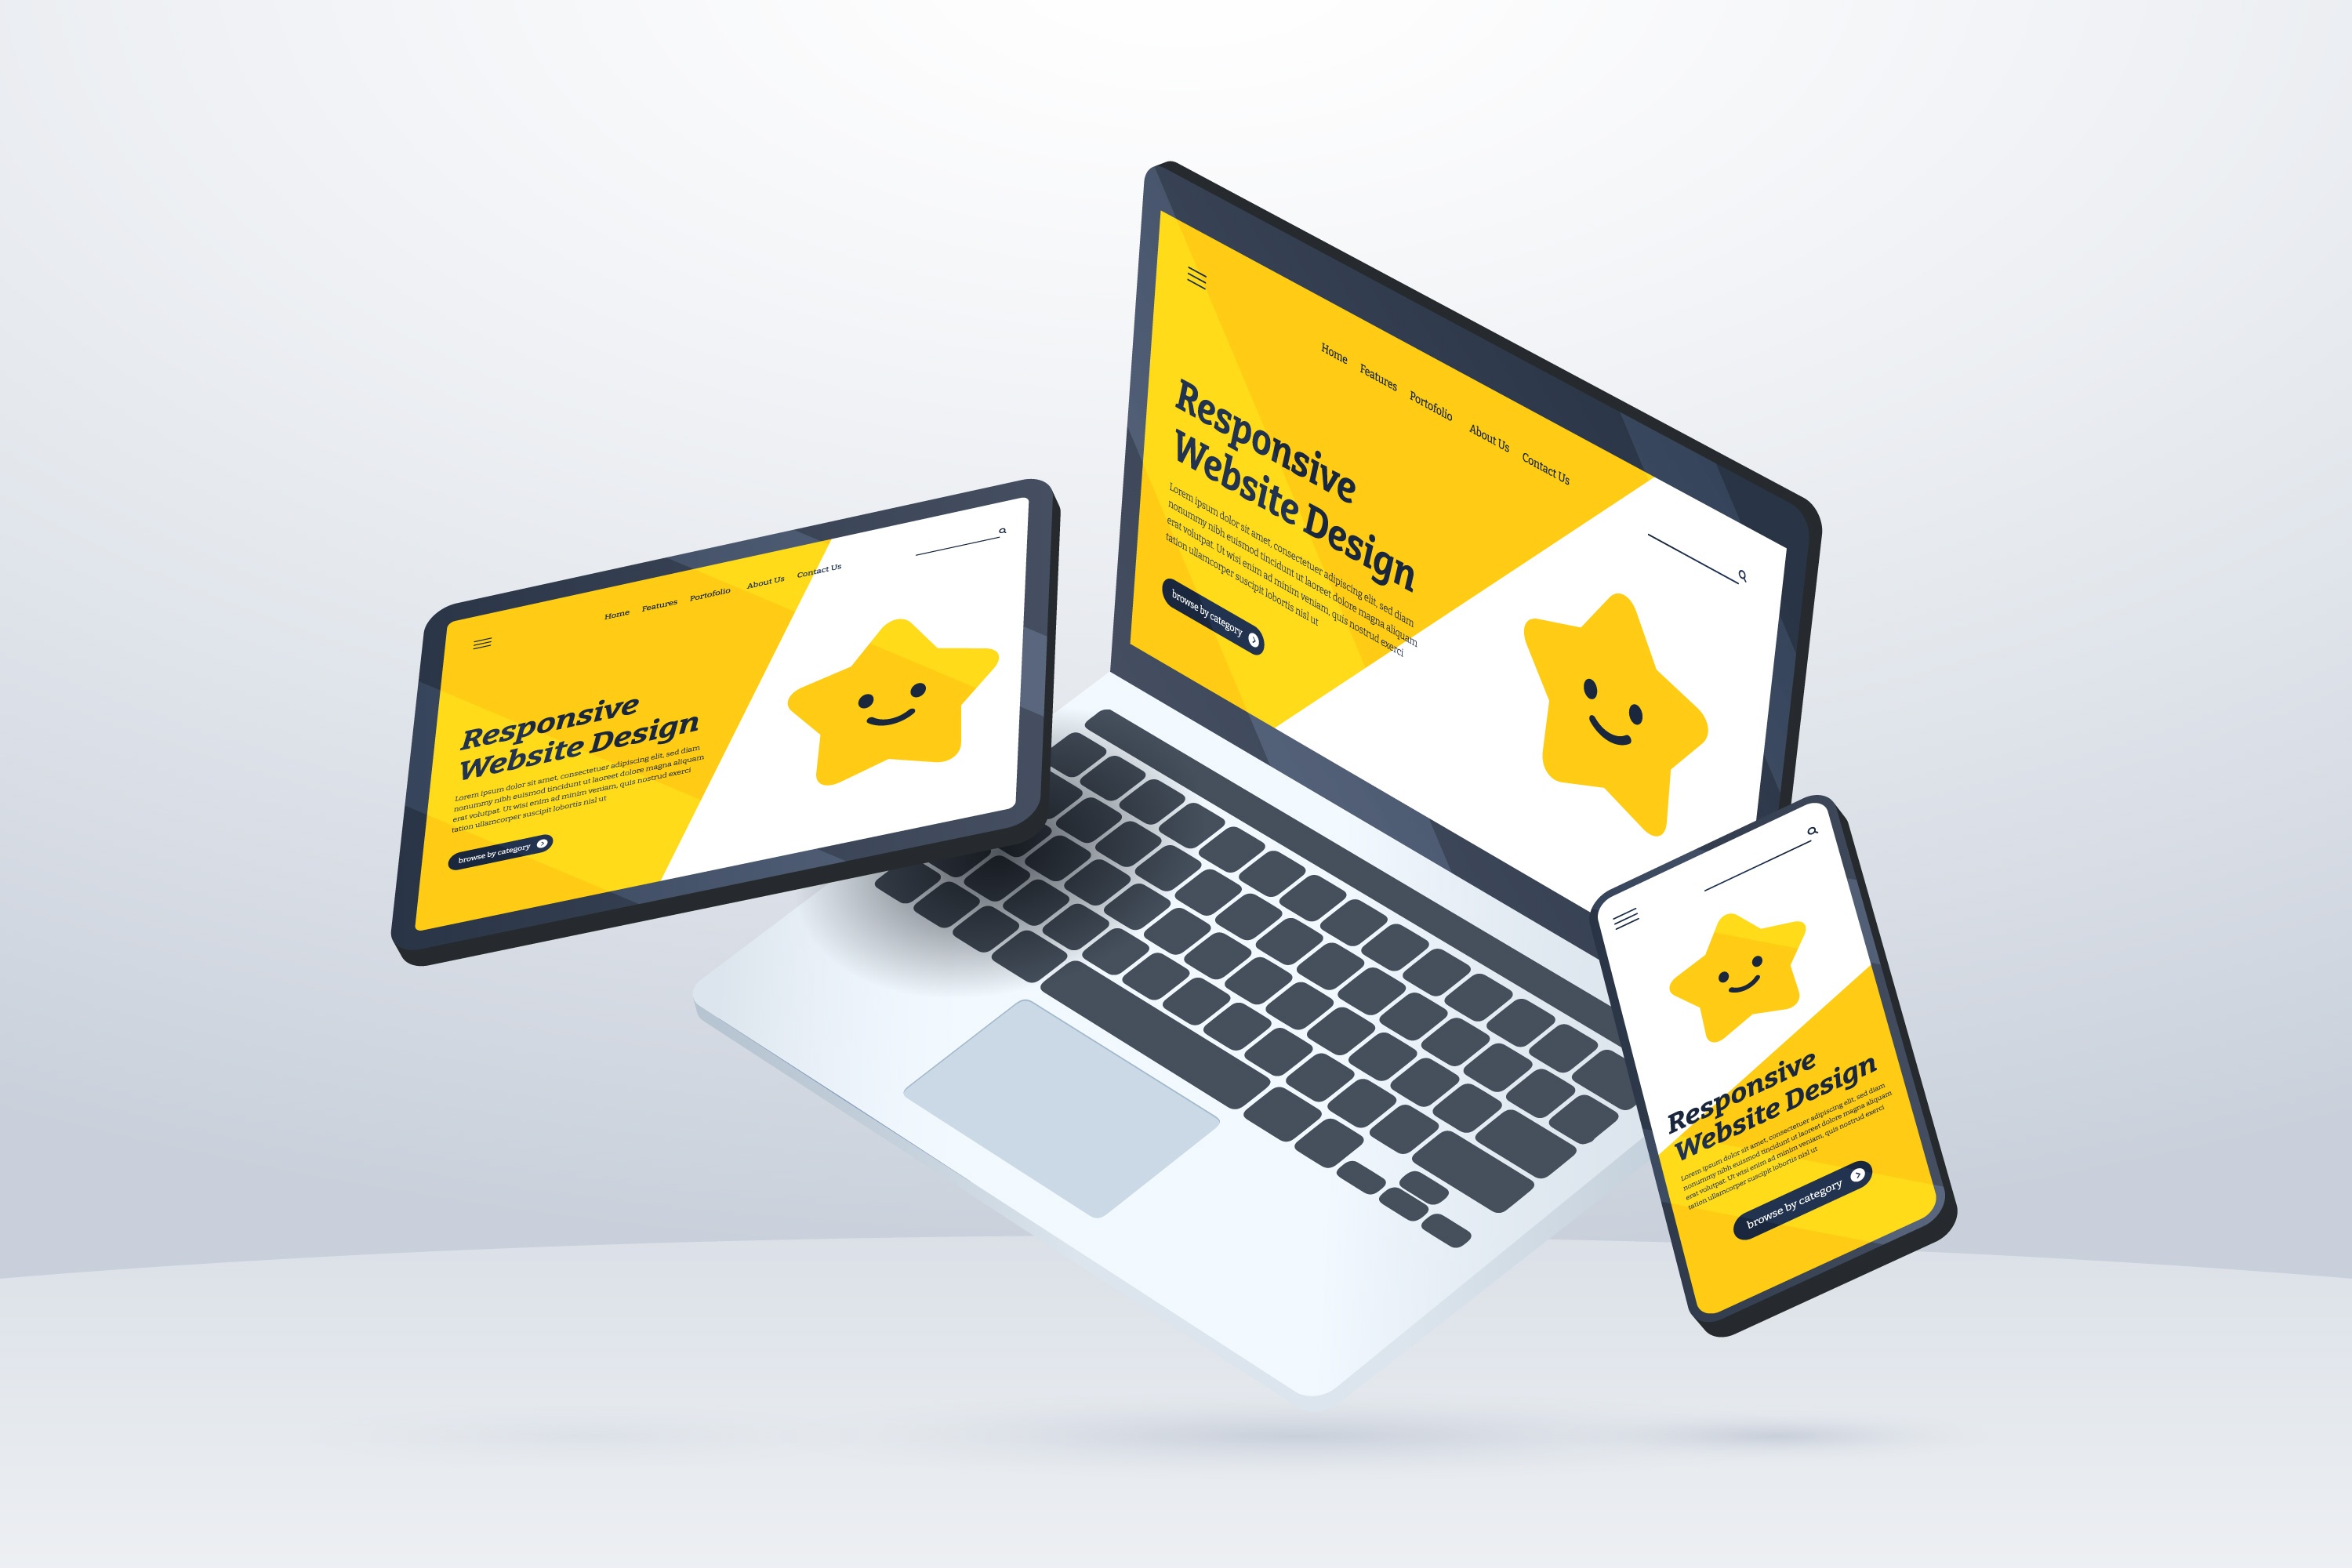 Home Features Portofolio About Us Contact Us
Responsive
Website Design
Lorem ipsum dolor sit amet, consectetuer adipiscing elit, sed diam
nonummy nibh euismod tincidunt ut laoreet dolore magna aliquam
erat volutpat. Ut wisi enim ad minim veniam, quis nostrud exerci
tation ullamcorper suscipit lobortis nisl ut
browse by category
Home Features Portofolio About Us Contact Us
Responsive
Website Design
Lorem ipsum dolor sit amet, consectetuer adipiscing elit, sed diam
nonummy nibh euismod tincidunt ut laoreet dolore magna aliquam
erat volutpat. Ut wisi enim ad minim veniam, quis nostrud exerci
tation ullamcorper suscipit lobortis nisl ut
browse by category
Responsive
Website Design
Lorem ipsum dolor sit amet, consectetuer adipiscing elit, sed diam
nonummy nibh euismod tincidunt ut laoreet dolore magna aliquam
erat volutpat. Ut wisi enim ad minim veniam, quis nostrud exerci
tation ullamcorper suscipit lobortis nisl ut
browse by category